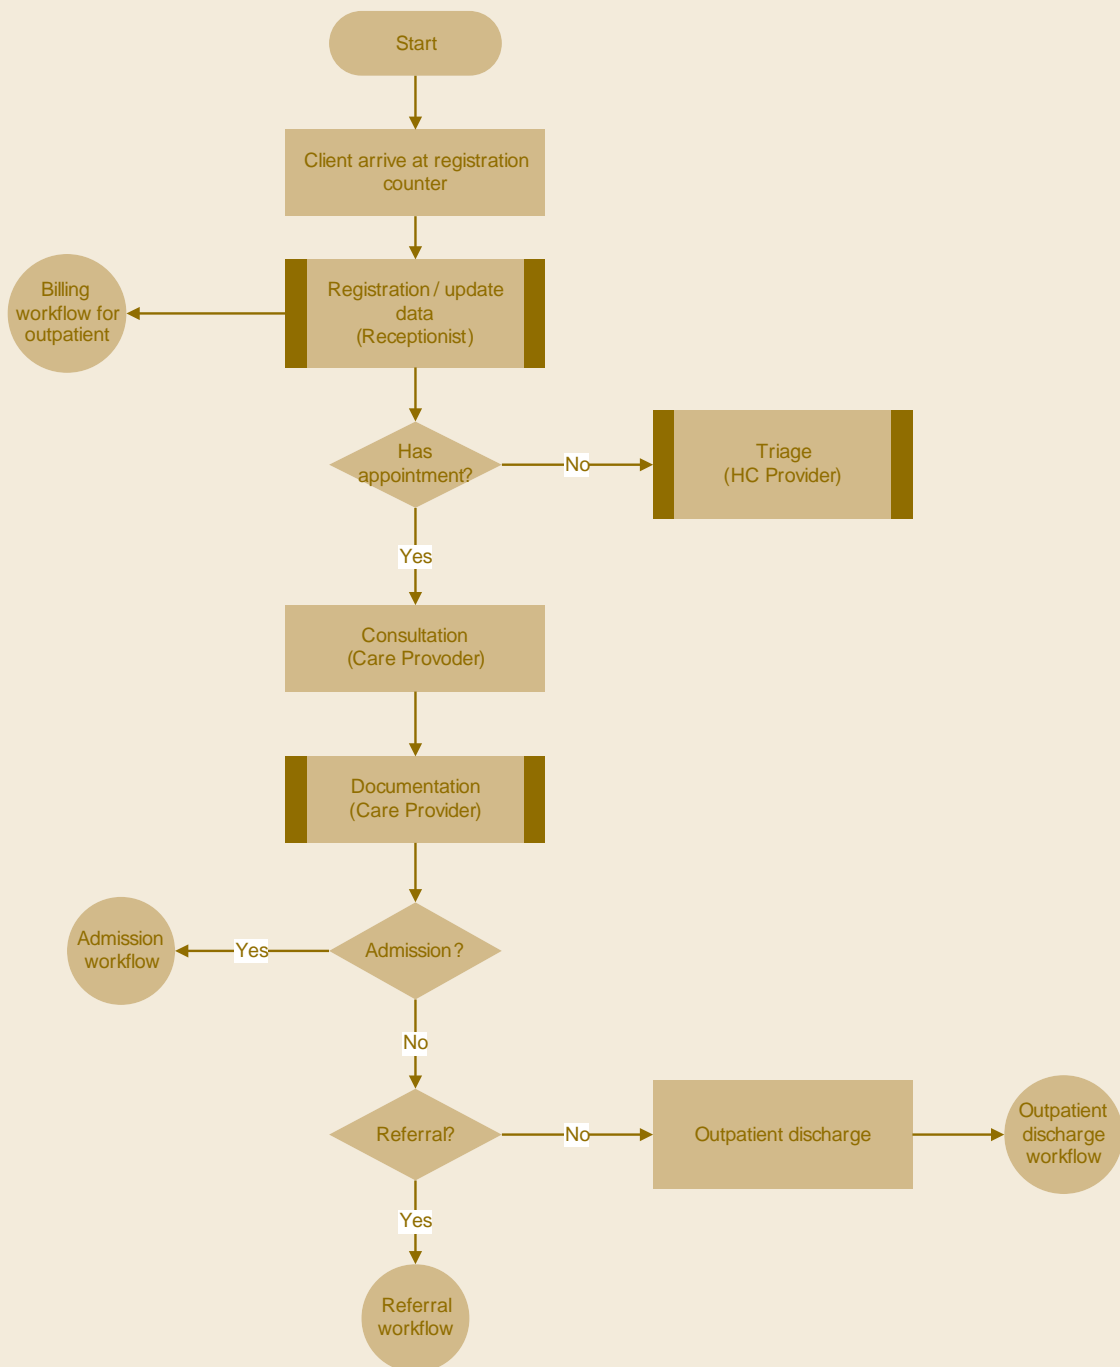 Start
Client arrive at registration
counter
Billing
workflow for
outpatient
Registration / update
data
(Receptionist)
Has
appointment?
No
Triage
(HC Provider)
Yes
Consultation
(Care Provoder)
Documentation
(Care Provider)
Admission
workflow
Yes
Admission?
No
Referral?
No
Outpatient discharge
Outpatient
discharge
workflow
Yes
Referral
workflow